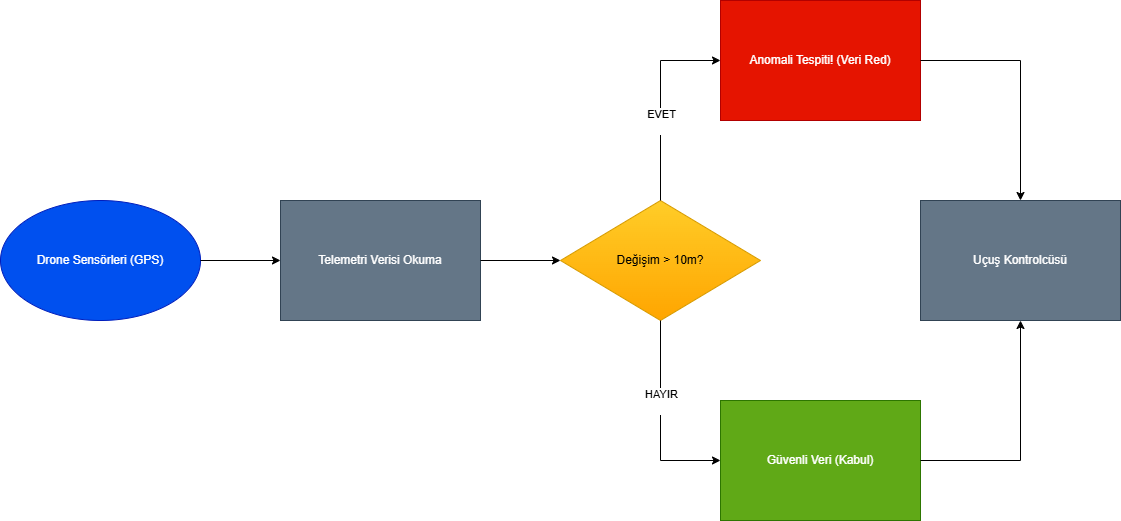 Anomali Tespiti! (Veri Red)
EVET
Drone Sensörleri (GPS)
Telemetri Verisi Okuma
Değişim > 10m?
Uçuş Kontrolcüsü
HAYIR
Güvenli Veri (Kabul)